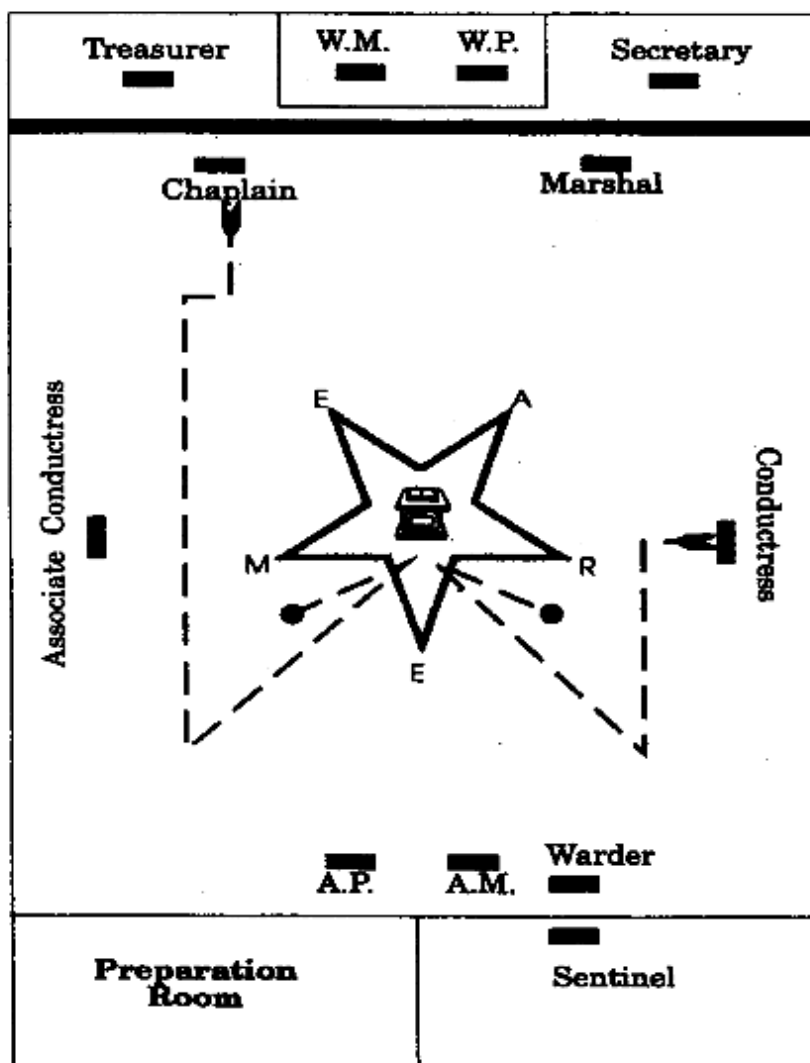 Treasurer
W.M.
W.P.
Secretary
Chaplain
Marshal
E
A
Associate Conductress
Conductress
M
R
E
A.P.
A.M.
Warder
Preparation
Room
Sentinel